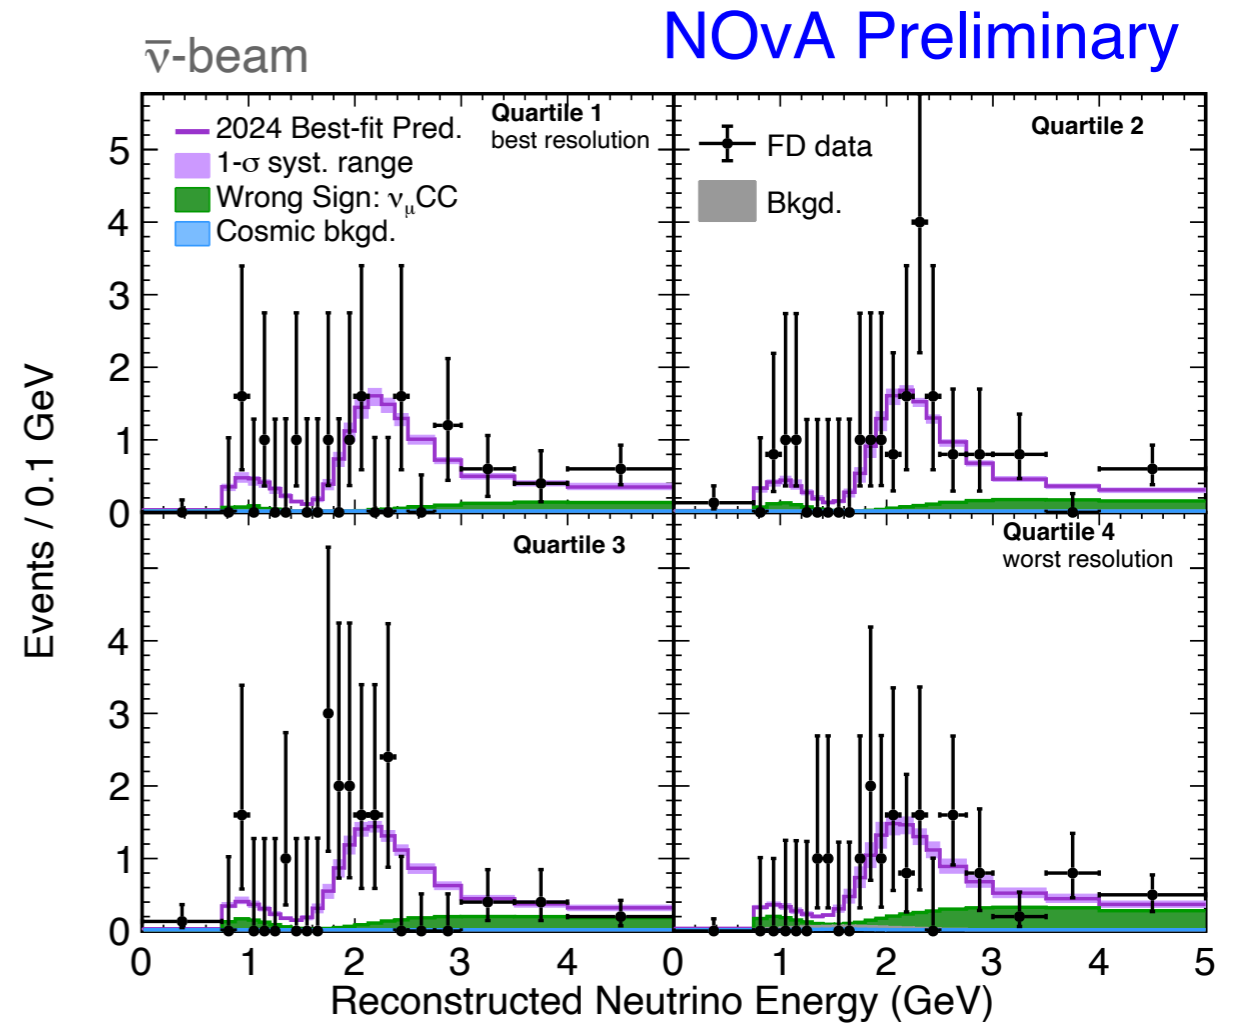 ν̅-beam
NOvA Preliminary
Quartile 1
best resolution
2024 Best-fit Pred.
1-σ syst. range
Wrong Sign: νμCC
Cosmic bkgd.
Quartile 2
FD data
Bkgd.
5
4
3
2
1
0
Quartile 3
Quartile 4
worst resolution
4
3
2
1
0
0 1 2 3 4 0 1 2 3 4 5
Events / 0.1 GeV
Reconstructed Neutrino Energy (GeV)